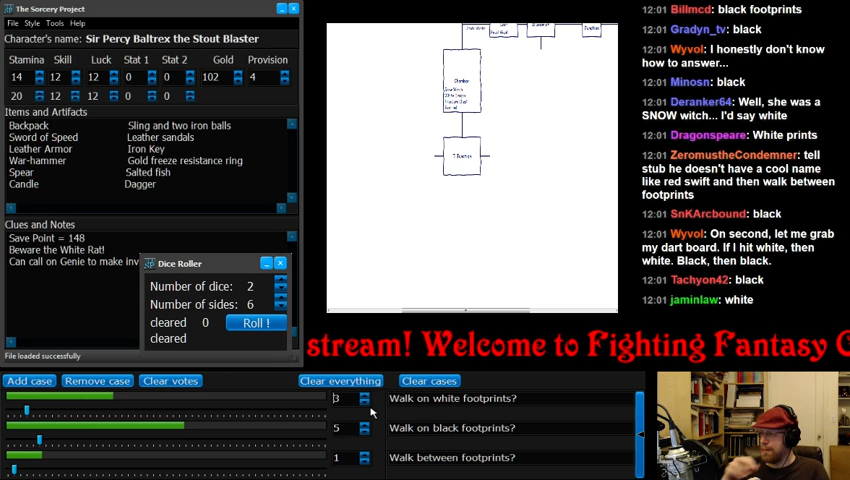 The Sorcery Project
File Style Tools Help
Character's name: Sir Percy Baltrex the Stout Blaster
Stamina Skill Luck Stat 1 Stat 2 Gold Provision
14 12 12 0 0 102 4
20 12 12 0 0
Items and Artifacts
Backpack Sling and two iron balls
Sword of Speed Leather sandals
Leather Armor Iron Key
War-hammer Gold freeze resistance ring
Spear Salted fish
Candle Dagger
Clues and Notes
Save Point = 148
Beware the White Rat!
Can call on Genie to make inv
Dice Roller
Number of dice: 2
Number of sides: 6
cleared 0 Roll !
cleared
File loaded successfully
12:01 Billmcd: black footprints
12:01 Gradyn_tv: black
12:01 Wyvol: I honestly don't know
how to answer...
12:01 Minosn: black
12:01 Deranker64: Well, she was a
SNOW witch... I'd say white
12:01 Dragonspeare: White prints
12:01 ZeromustheCondemner: tell
stub he doesn't have a cool name
like red swift and then walk between
footprints
12:01 SnKArcbound: black
12:01 Wyvol: On second, let me grab
my dart board. If I hit white, then
white. Black, then black.
12:01 Tachyon42: black
12:01 jaminlaw: white
stream! Welcome to Fighting Fantasy
Add case Remove case Clear votes Clear everything Clear cases
3 Walk on white footprints?
5 Walk on black footprints?
1 Walk between footprints?